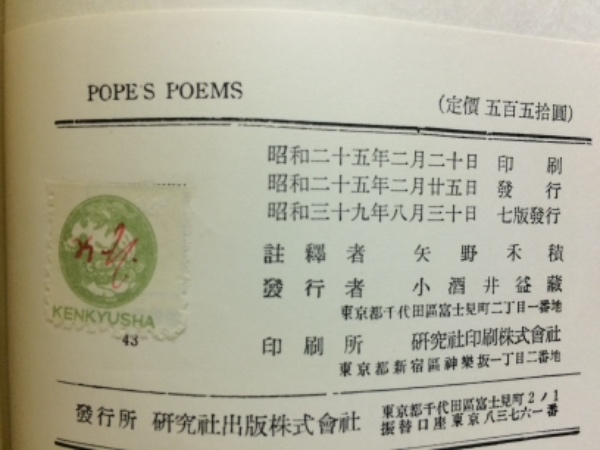 POPE'S POEMS
(定價 五百五拾圓)
昭和二十五年二月二十日 印刷
昭和二十五年二月廿五日 發行
昭和三十九年八月三十日 七版發行
註釋者 矢野禾積
發行者 小酒井益藏
東京都千代田區富士見町二丁目一番地
印刷所 研究社印刷株式會社
東京都新宿區神樂坂一丁目二番地
KENKYUSHA
43
發行所 研究社出版株式會社
東京都千代田區富士見町2ノ1
振替口座東京八三七六一番